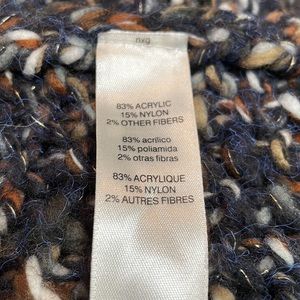 83% ACRYLIC
15% NYLON
2% OTHER FIBERS
83% acrílico
15% poliamida
2% otras fibras
83% ACRYLIQUE
15% NYLON
2% AUTRES FIBRES